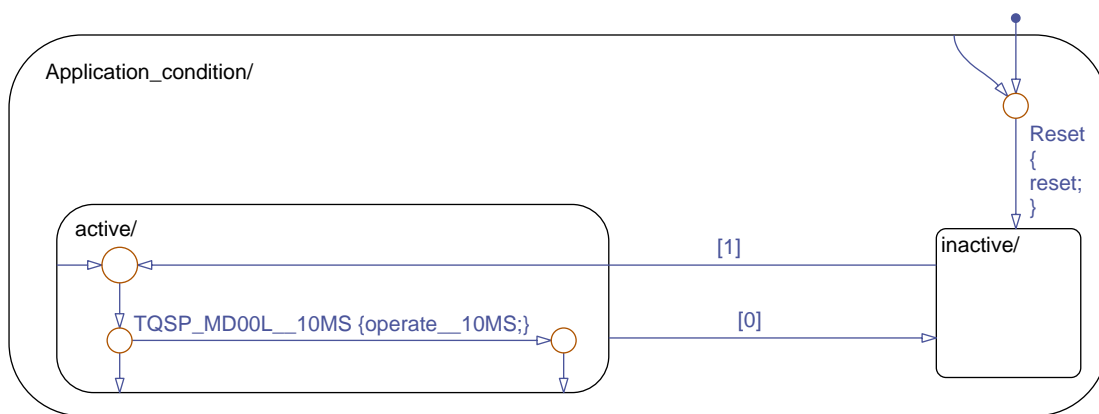 Application_condition/
Reset
{
reset;
}
active/
[1]
inactive/
TQSP_MD00L__10MS {operate__10MS;}
[0]